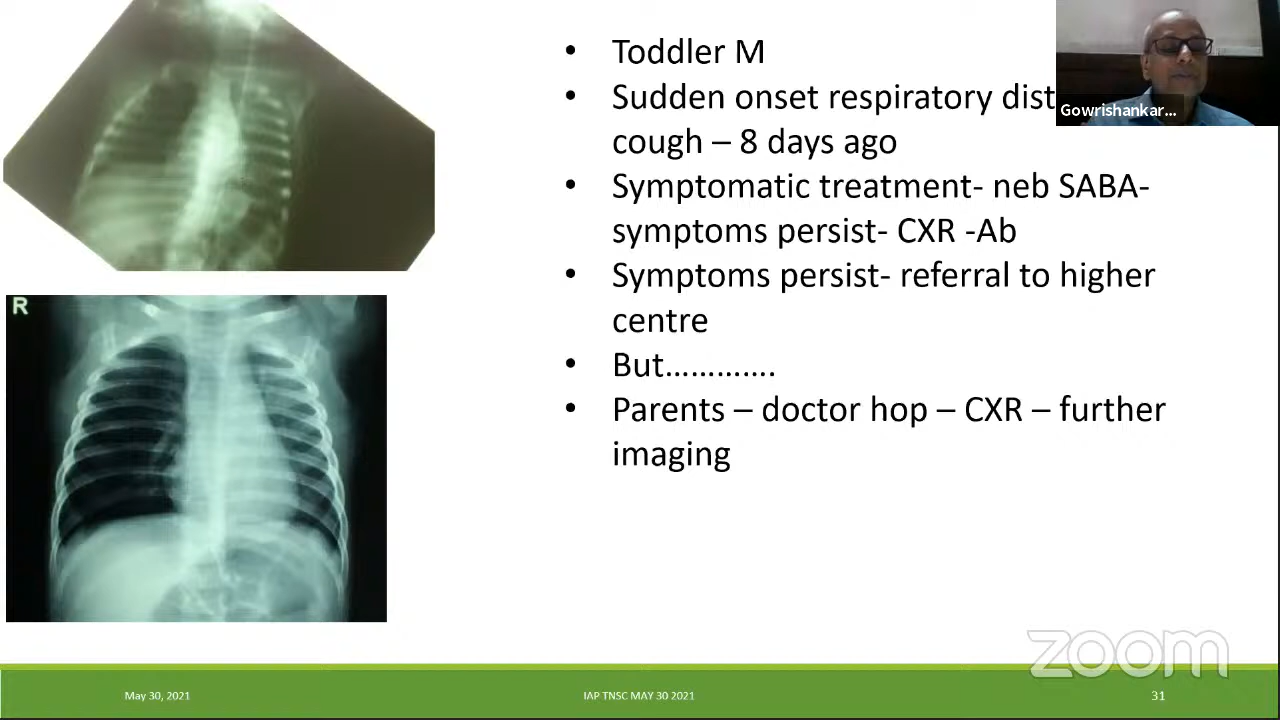 Toddler M
Sudden onset respiratory
cough – 8 days ago
Symptomatic treatment- neb SABA-
symptoms persist- CXR -Ab
Symptoms persist- referral to higher
centre
But………….
Parents – doctor hop – CXR – further
imaging
Gowrishankar...
R
zoom
May 30, 2021
IAP TNSC MAY 30 2021
31